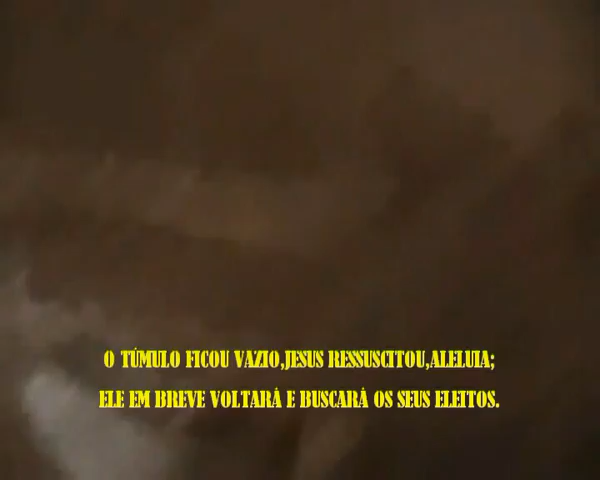 O TÚMULO FICOU VAZIO,JESUS RESSUSCITOU,ALELUIA;
ELE EM BREVE VOLTARÁ E BUSCARÁ OS SEUS ELEITOS.